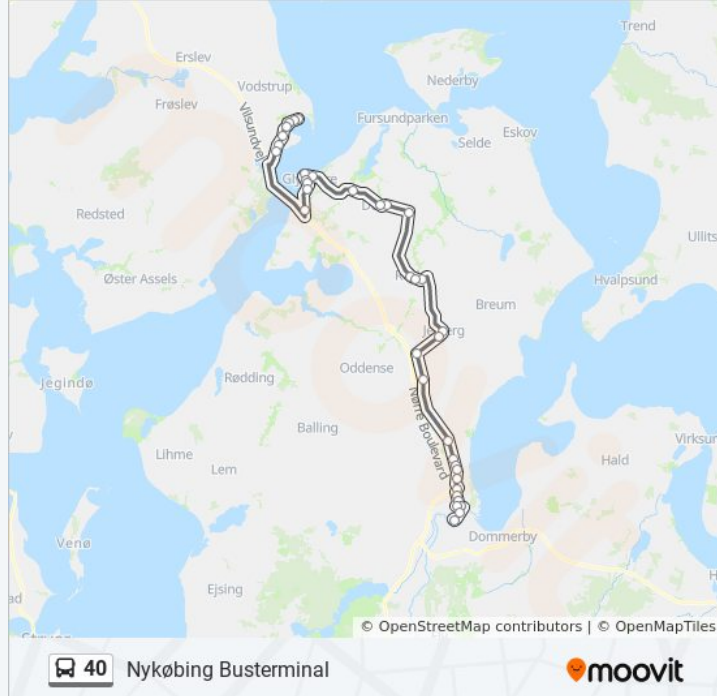 Trend
Erslev
Vodstrup
Nederby
Frøslev
Fursundparken
Eskov
Selde
Vilsundvej
Redsted
Ullits
Øster Assels
Hvalpsund
Breum
Jegindø
Oddense
Rødding
Nørre Boulevard
Balling
Lihme
Lem
Hald
Virksun
Venø
Dommerby
Ejsing
© OpenStreetMap contributors | © OpenMapTiles
40 Nykøbing Busterminal
moovit